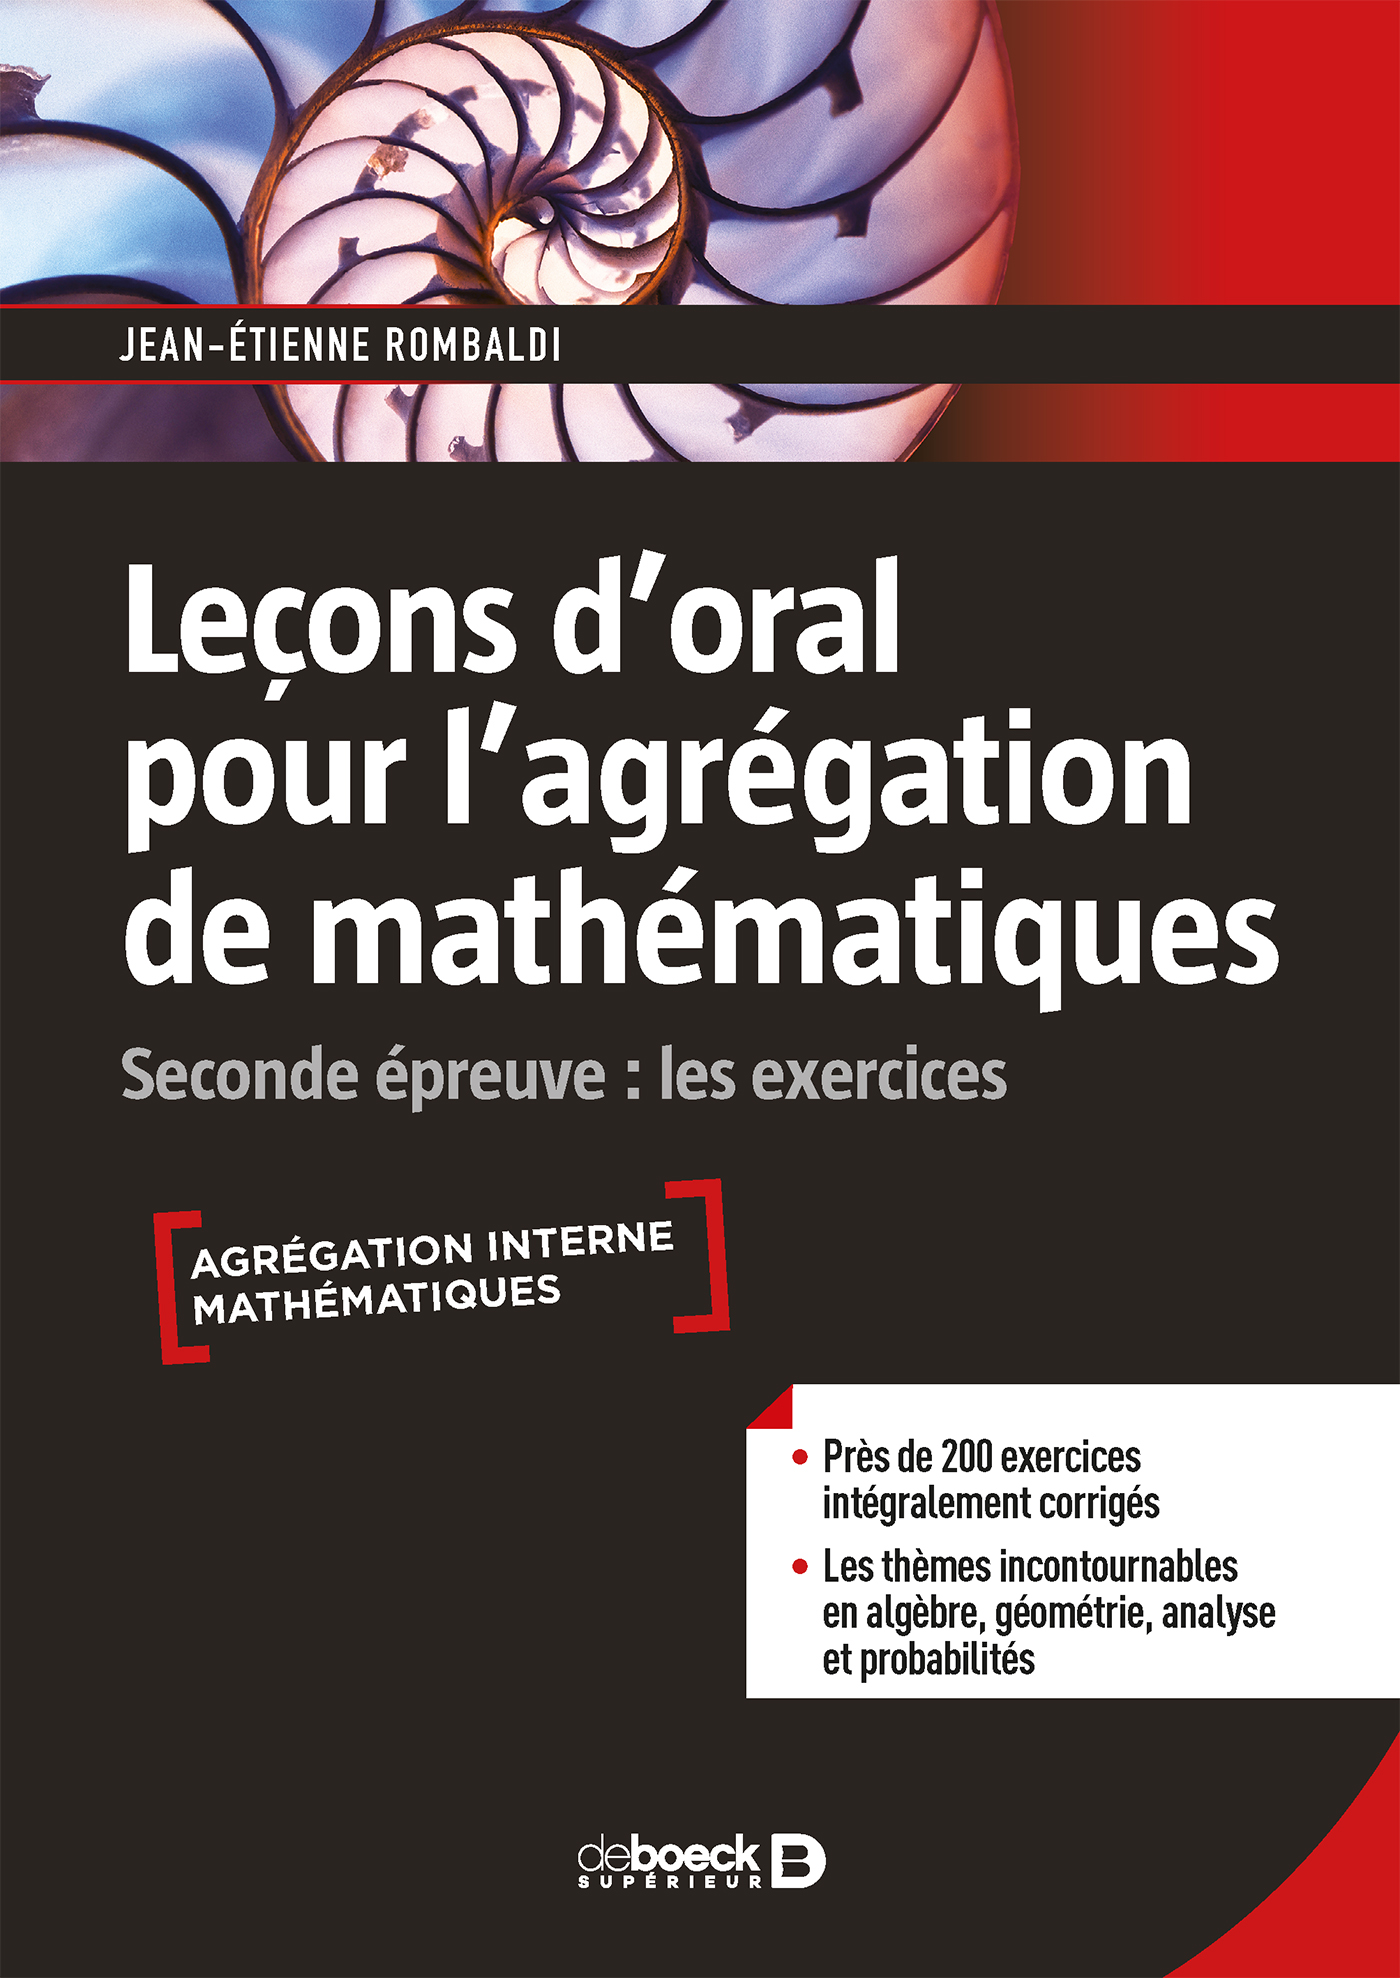 JEAN-ÉTIENNE ROMBALDI
Leçons d'oral
pour l'agrégation
de mathématiques
Seconde épreuve : les exercices
AGRÉGATION INTERNE
MATHÉMATIQUES
• Près de 200 exercices
intégralement corrigés
• Les thèmes incontournables
en algèbre, géométrie, analyse
et probabilités
deboeck B
SUPÉRIEUR